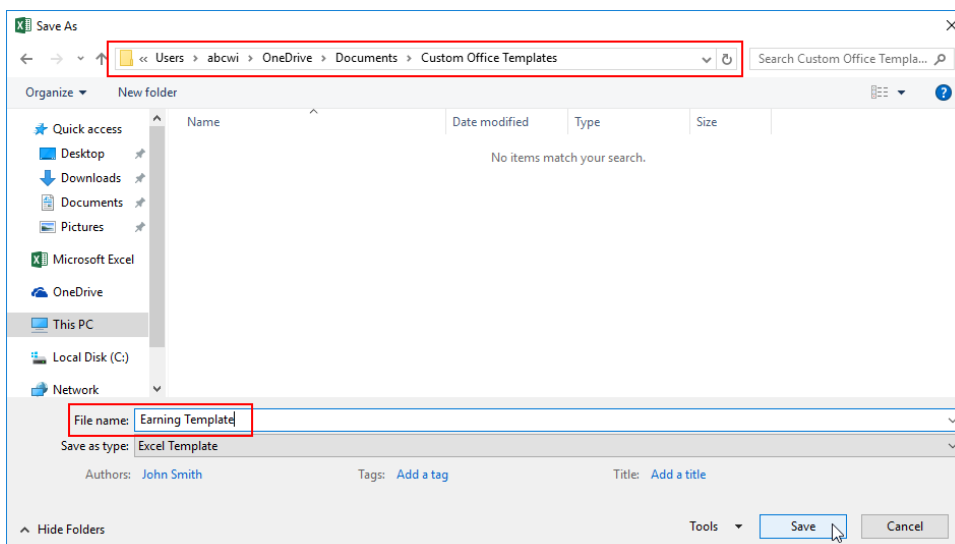 Save As
« Users > abcwi > OneDrive > Documents > Custom Office Templates
Search Custom Office Templa...
Organize
New folder
Name
Date modified
Type
Size
No items match your search.
Quick access
Desktop
Downloads
Documents
Pictures
Microsoft Excel
OneDrive
This PC
Local Disk (C:)
Network
File name: Earning Template
Save as type: Excel Template
Authors: John Smith
Tags: Add a tag
Title: Add a title
Hide Folders
Tools
Save
Cancel